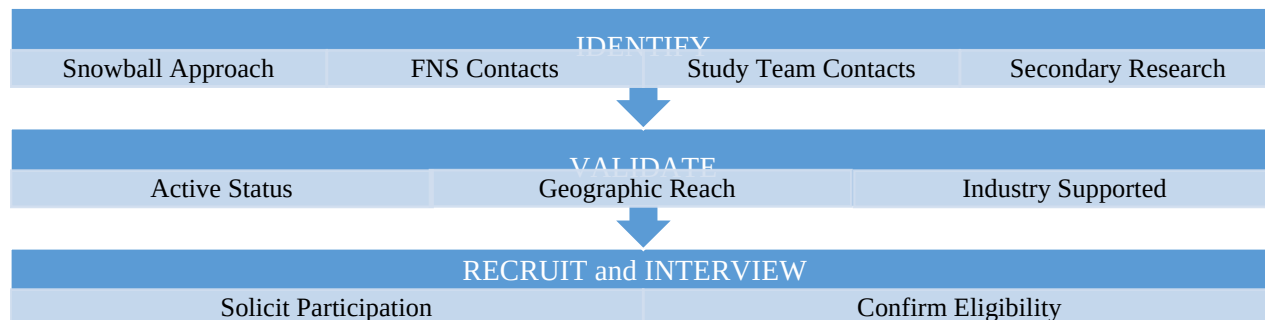 IDENTIFY
Snowball Approach FNS Contacts Study Team Contacts Secondary Research
VALIDATE
Active Status Geographic Reach Industry Supported
RECRUIT and INTERVIEW
Solicit Participation Confirm Eligibility